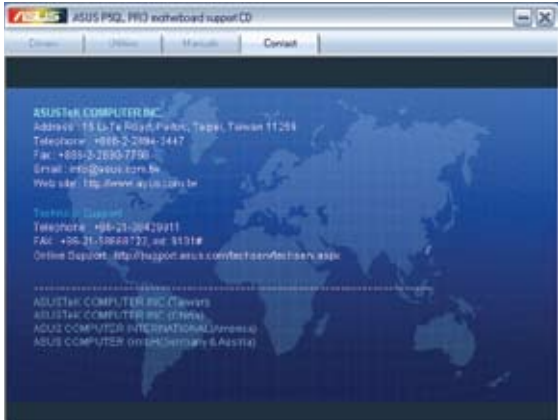 ASUS ASUS P5QL PRO motherboard support CD
Drivers Utilities Manuals Contact
ASUSTeK COMPUTER INC.
Address : 15 Li-Te Road, Peitou, Taipei, Taiwan 11259
Telephone : +886-2-2894-3447
Fax : +886-2-2890-7798
Email : info@asus.com.tw
Web site : http://www.asus.com.tw
Technical Support
Telephone : +86-21-38429911
FAX : +86-21-58668722, ext. 9101#
Online Support : http://support.asus.com/techserv/techserv.aspx
ASUSTeK COMPUTER INC.(Taiwan)
ASUSTeK COMPUTER INC.(China)
ASUS COMPUTER INTERNATIONAL(America)
ASUS COMPUTER GmbH(Germany & Austria)